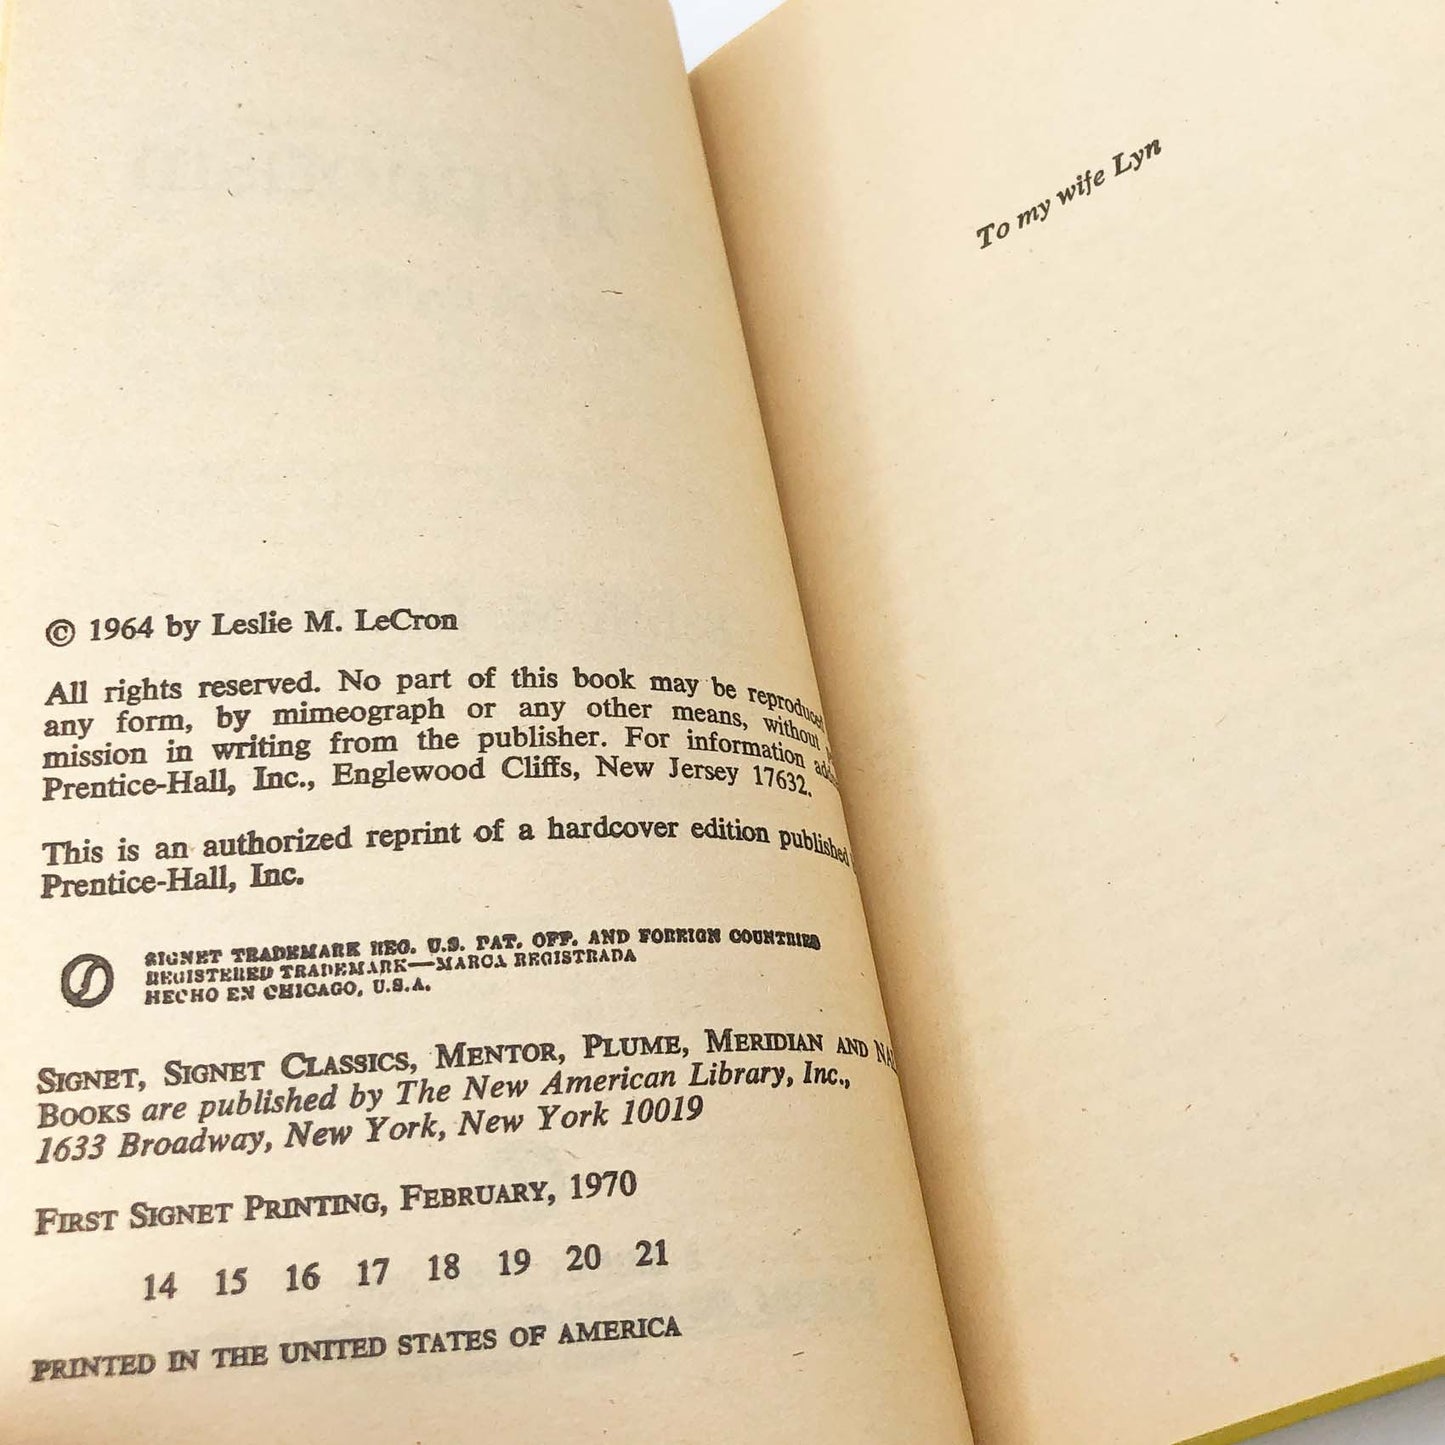 © 1964 by Leslie M. LeCron
All rights reserved. No part of this book may be reproduced
any form, by mimeograph or any other means, without
mission in writing from the publisher. For information
Prentice-Hall, Inc., Englewood Cliffs, New Jersey 17632.
This is an authorized reprint of a hardcover edition published
Prentice-Hall, Inc.
SIGNET TRADEMARK REG. U.S. PAT. OFF. AND FOREIGN COUNTRIES
REGISTERED TRADEMARK—MARCA REGISTRADA
HECHO EN CHICAGO, U.S.A.
SIGNET, SIGNET CLASSICS, MENTOR, PLUME, MERIDIAN AND
BOOKS are published by The New American Library, Inc.,
1633 Broadway, New York, New York 10019
FIRST SIGNET PRINTING, FEBRUARY, 1970
14 15 16 17 18 19 20 21
PRINTED IN THE UNITED STATES OF AMERICA
To my wife Lyn